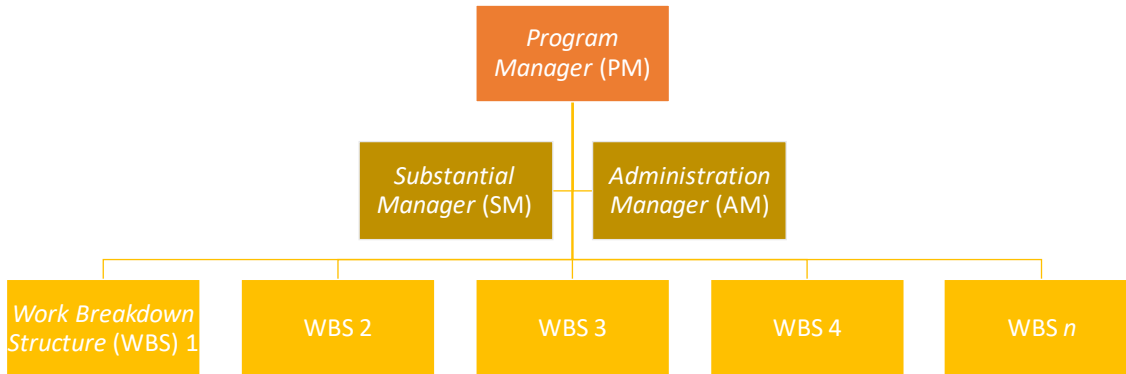 Program
Manager (PM)
Substantial
Manager (SM)
Administration
Manager (AM)
Work Breakdown
Structure (WBS) 1
WBS 2
WBS 3
WBS 4
WBS n